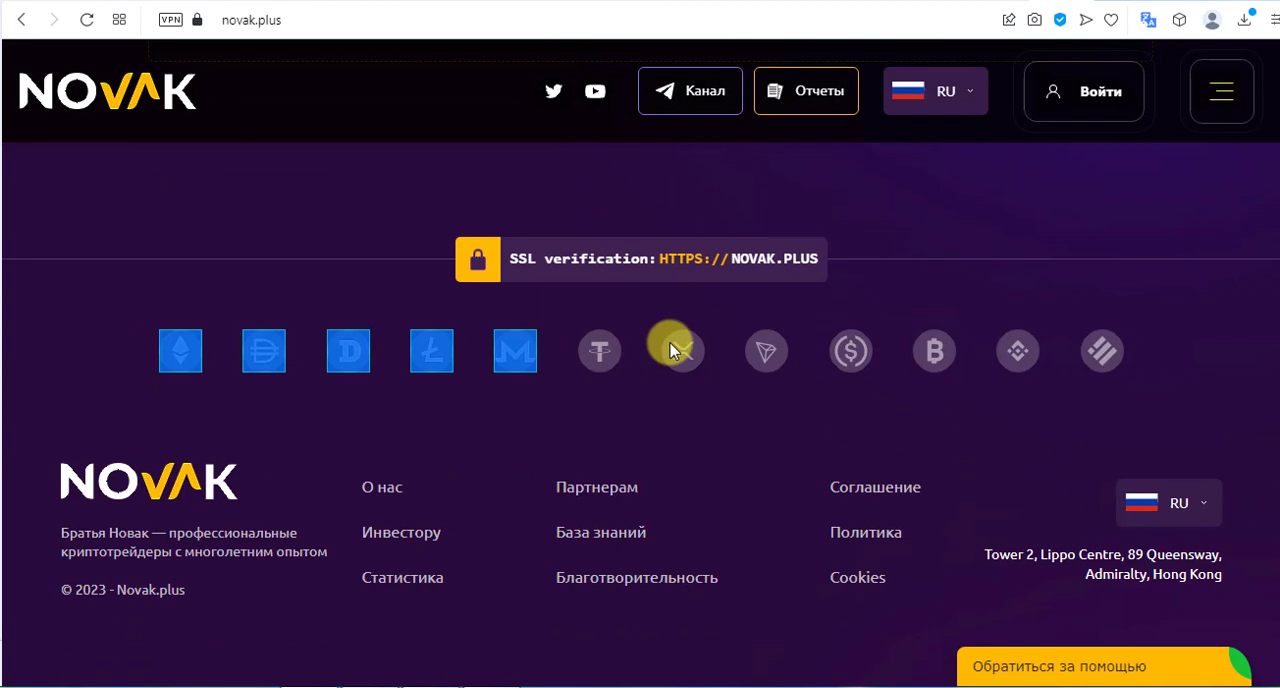 VPN novak.plus
NOVAK
Канал
Отчеты
RU
Войти
SSL verification: HTTPS://NOVAK.PLUS
NOVAK
Братья Новак — профессиональные
криптотрейдеры с многолетним опытом
© 2023 - Novak.plus
О нас
Инвестору
Статистика
Партнерам
База знаний
Благотворительность
Соглашение
Политика
Cookies
RU
Tower 2, Lippo Centre, 89 Queensway,
Admiralty, Hong Kong
Обратиться за помощью